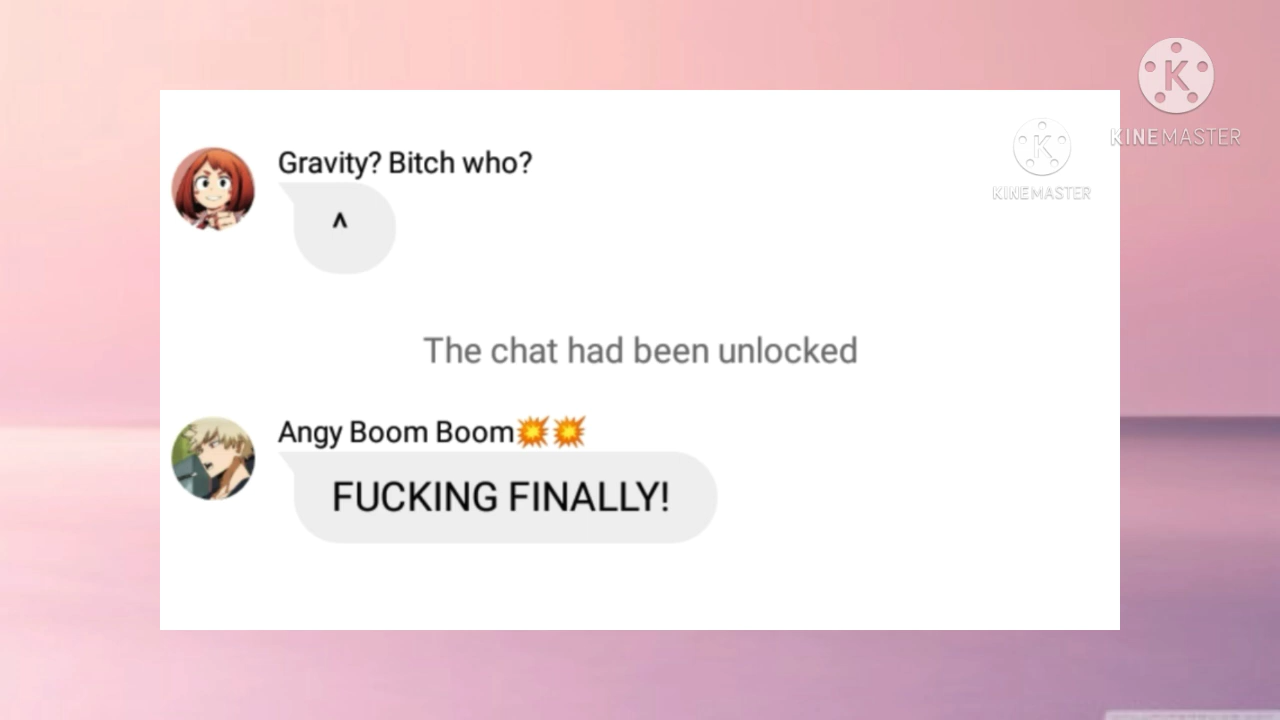 K
KINEMASTER
K
KINEMASTER
Gravity? Bitch who?
^
The chat had been unlocked
Angy Boom Boom💥💥
FUCKING FINALLY!